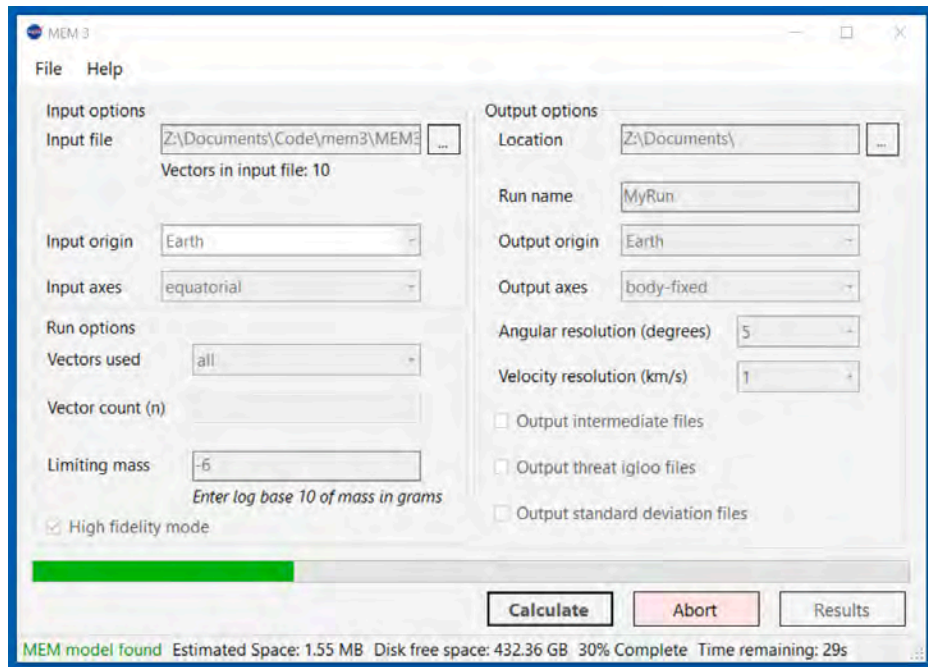 MEM 3
File Help
Input options
Input file Z:\Documents\Code\mem3\MEM3 ...
Vectors in input file: 10
Input origin Earth
Input axes equatorial
Run options
Vectors used all
Vector count (n)
Limiting mass -6
Enter log base 10 of mass in grams
High fidelity mode
Output options
Location Z:\Documents\ ...
Run name MyRun
Output origin Earth
Output axes body-fixed
Angular resolution (degrees) 5
Velocity resolution (km/s) 1
Output intermediate files
Output threat igloo files
Output standard deviation files
Calculate Abort Results
MEM model found Estimated Space: 1.55 MB Disk free space: 432.36 GB 30% Complete Time remaining: 29s